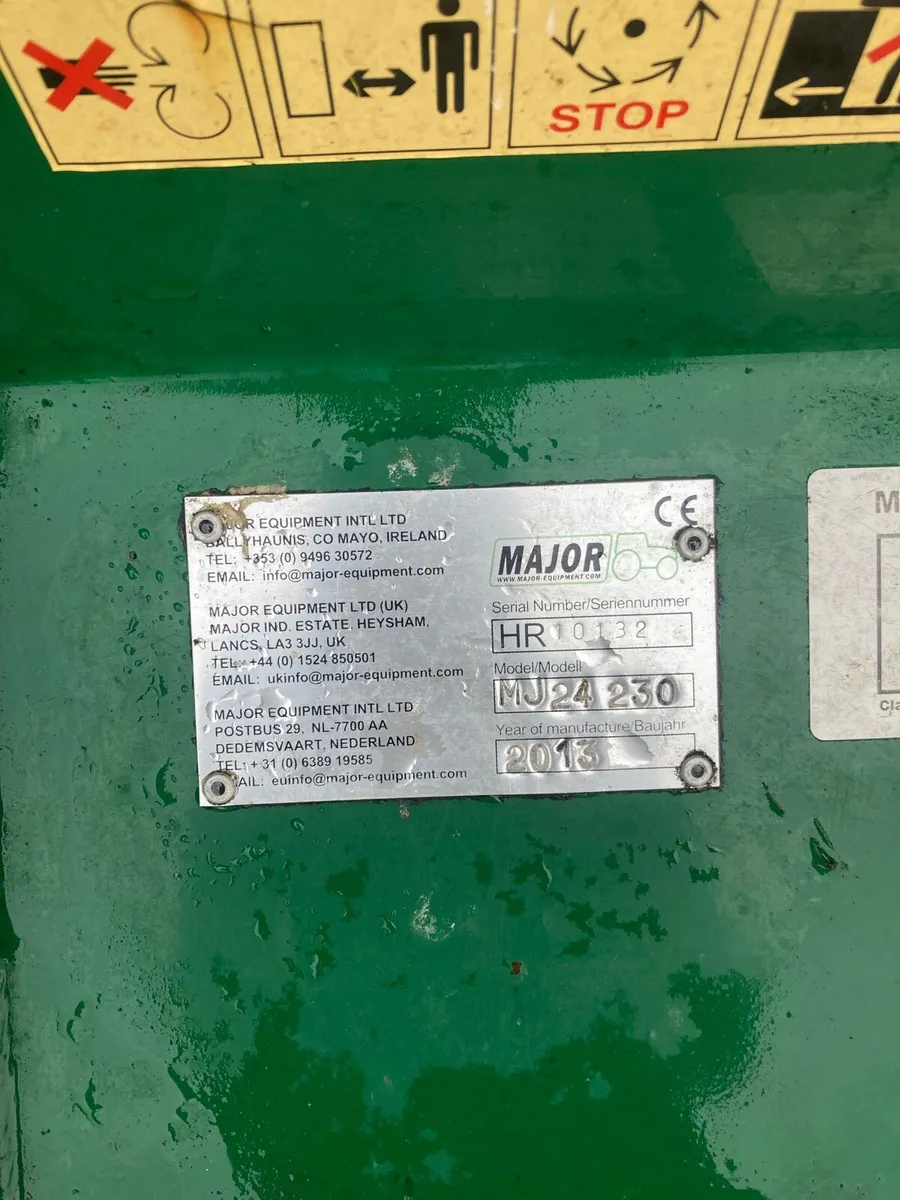 STOP
MAJOR EQUIPMENT INTL LTD
BALLYHAUNIS, CO MAYO, IRELAND
TEL: +353 (0) 9496 30572
EMAIL: info@major-equipment.com
MAJOR EQUIPMENT LTD (UK)
MAJOR IND. ESTATE, HEYSHAM,
LANCS, LA3 3JJ, UK
TEL: +44 (0) 1524 850501
EMAIL: ukinfo@major-equipment.com
MAJOR EQUIPMENT INTL LTD
POSTBUS 29, NL-7700 AA
DEDEMSVAART, NEDERLAND
TEL: + 31 (0) 6389 19585
EMAIL: euinfo@major-equipment.com
CE
MAJOR
WWW.MAJOR-EQUIPMENT.COM
Serial Number/Seriennummer
HR 10132
Model/Modell
MJ24 230
Year of manufacture/Baujahr
2013
M
Cla